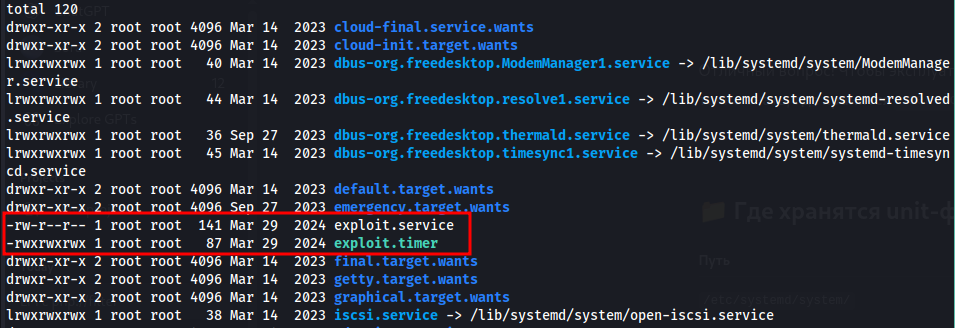 total 120
drwxr-xr-x 2 root root 4096 Mar 14  2023 cloud-final.service.wants
drwxr-xr-x 2 root root 4096 Mar 14  2023 cloud-init.target.wants
lrwxrwxrwx 1 root root   40 Mar 14  2023 dbus-org.freedesktop.ModemManager1.service -> /lib/systemd/system/ModemManage
r.service
lrwxrwxrwx 1 root root   44 Mar 14  2023 dbus-org.freedesktop.resolve1.service -> /lib/systemd/system/systemd-resolved
.service
lrwxrwxrwx 1 root root   36 Sep 27  2023 dbus-org.freedesktop.thermald.service -> /lib/systemd/system/thermald.service
lrwxrwxrwx 1 root root   45 Mar 14  2023 dbus-org.freedesktop.timesync1.service -> /lib/systemd/system/systemd-timesyn
cd.service
drwxr-xr-x 2 root root 4096 Mar 14  2023 default.target.wants
drwxr-xr-x 2 root root 4096 Sep 27  2023 emergency.target.wants
-rw-r--r-- 1 root root  141 Mar 29  2024 exploit.service
-rwxrwxrwx 1 root root   87 Mar 29  2024 exploit.timer
drwxr-xr-x 2 root root 4096 Mar 14  2023 final.target.wants
drwxr-xr-x 2 root root 4096 Mar 14  2023 getty.target.wants
drwxr-xr-x 2 root root 4096 Mar 14  2023 graphical.target.wants
lrwxrwxrwx 1 root root   38 Mar 14  2023 iscsi.service -> /lib/systemd/system/open-iscsi.service
Где хранятся unit-ф
Путь
/etc/systemd/system/